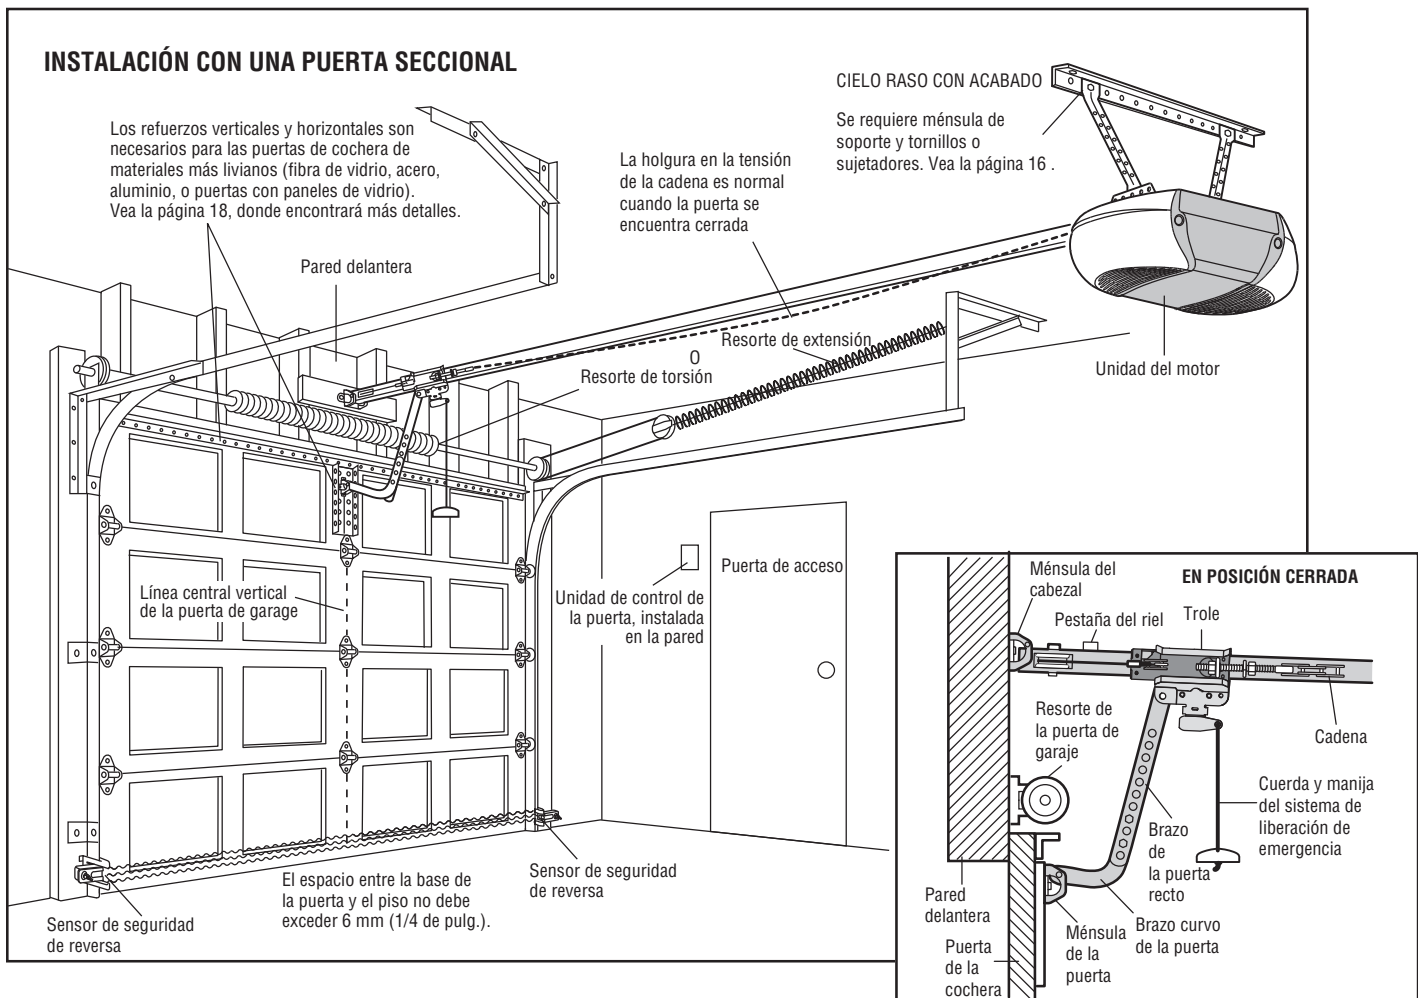 INSTALACIÓN CON UNA PUERTA SECCIONAL
Los refuerzos verticales y horizontales son
necesarios para las puertas de cochera de
materiales más livianos (fibra de vidrio, acero,
aluminio, o puertas con paneles de vidrio).
Vea la página 18, donde encontrará más detalles.
Pared delantera
La holgura en la tensión
de la cadena es normal
cuando la puerta se
encuentra cerrada
CIELO RASO CON ACABADO
Se requiere ménsula de
soporte y tornillos o
sujetadores. Vea la página 16 .
Resorte de extensión
O
Resorte de torsión
Unidad del motor
Línea central vertical
de la puerta de garage
Unidad de control de
la puerta, instalada
en la pared
Puerta de acceso
Sensor de seguridad
de reversa
El espacio entre la base de
la puerta y el piso no debe
exceder 6 mm (1/4 de pulg.).
Sensor de seguridad
de reversa
EN POSICIÓN CERRADA
Ménsula del
cabezal
Pestaña del riel
Trole
Resorte de
la puerta de
garaje
Cadena
Cuerda y manija
del sistema de
liberación de
emergencia
Brazo
de
la puerta
recto
Pared
delantera
Brazo curvo
de la puerta
Ménsula
de la
puerta
Puerta
de la
cochera